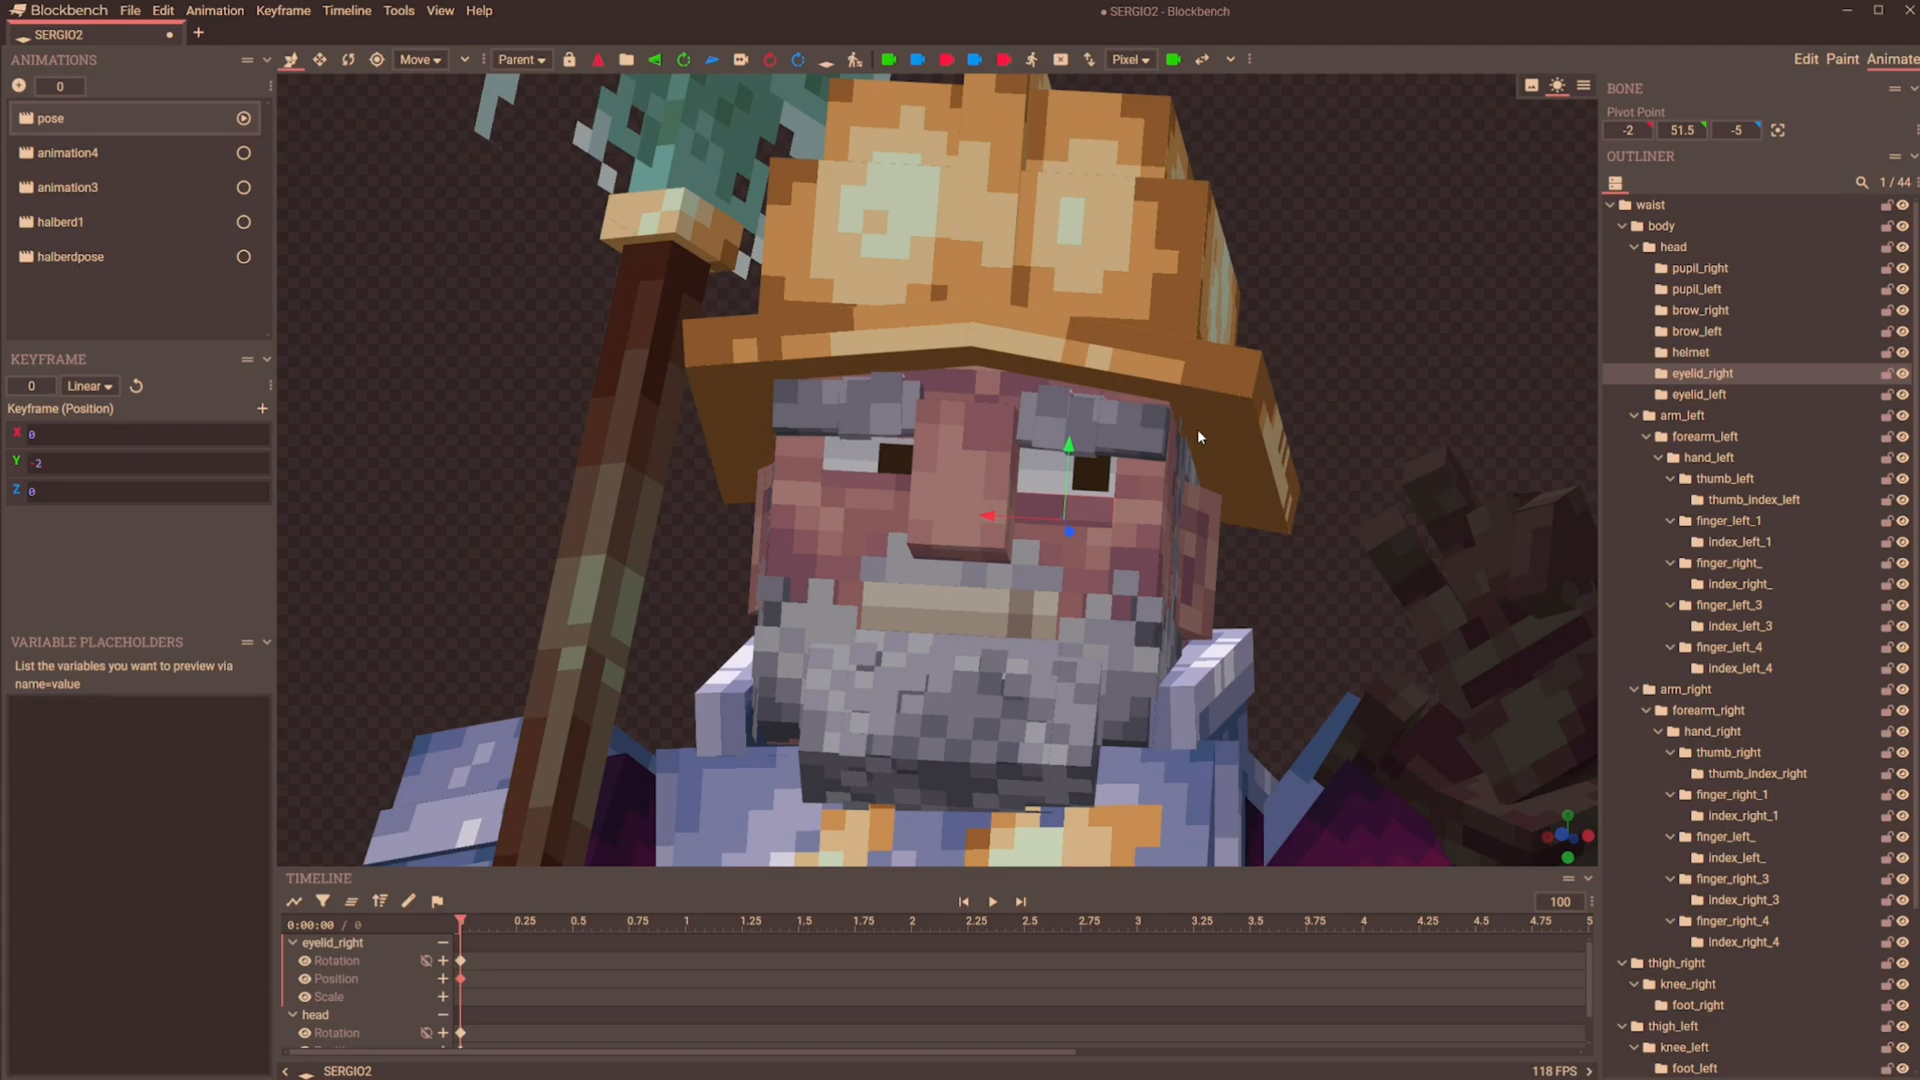 Blockbench File Edit Animation Keyframe Timeline Tools View Help
● SERGIO2 - Blockbench
SERGIO2
ANIMATIONS
Move
Parent
Pixel
Edit Paint Animate
0
pose
animation4
animation3
halberd1
halberdpose
KEYFRAME
0 Linear
Keyframe (Position)
X 0
Y -2
Z 0
VARIABLE PLACEHOLDERS
List the variables you want to preview via
name=value
BONE
Pivot Point
-2 51.5 -5
OUTLINER
1 / 44
waist
body
head
pupil_right
pupil_left
brow_right
brow_left
helmet
eyelid_right
eyelid_left
arm_left
forearm_left
hand_left
thumb_left
thumb_index_left
finger_left_1
index_left_1
finger_right_
index_right_
finger_left_3
index_left_3
finger_left_4
index_left_4
arm_right
forearm_right
hand_right
thumb_right
thumb_index_right
finger_right_1
index_right_1
finger_left_
index_left_
finger_right_3
index_right_3
finger_right_4
index_right_4
thigh_right
knee_right
foot_right
thigh_left
knee_left
foot_left
TIMELINE
100
0:00:00 / 0
0.25 0.5 0.75 1 1.25 1.5 1.75 2 2.25 2.5 2.75 3 3.25 3.5 3.75 4 4.25 4.5 4.75 5
eyelid_right
Rotation
Position
Scale
head
Rotation
SERGIO2
118 FPS